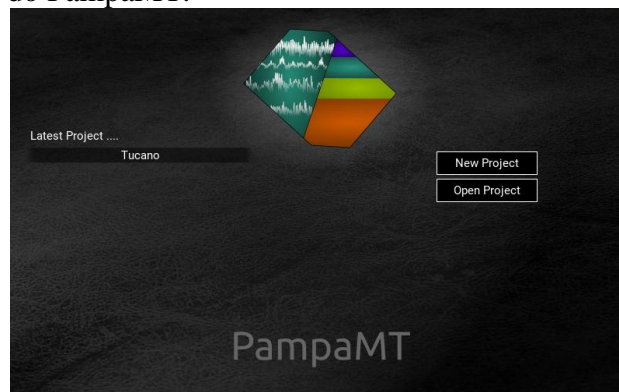 do PampaMT.
Latest Project ....
Tucano
New Project
Open Project
PampaMT